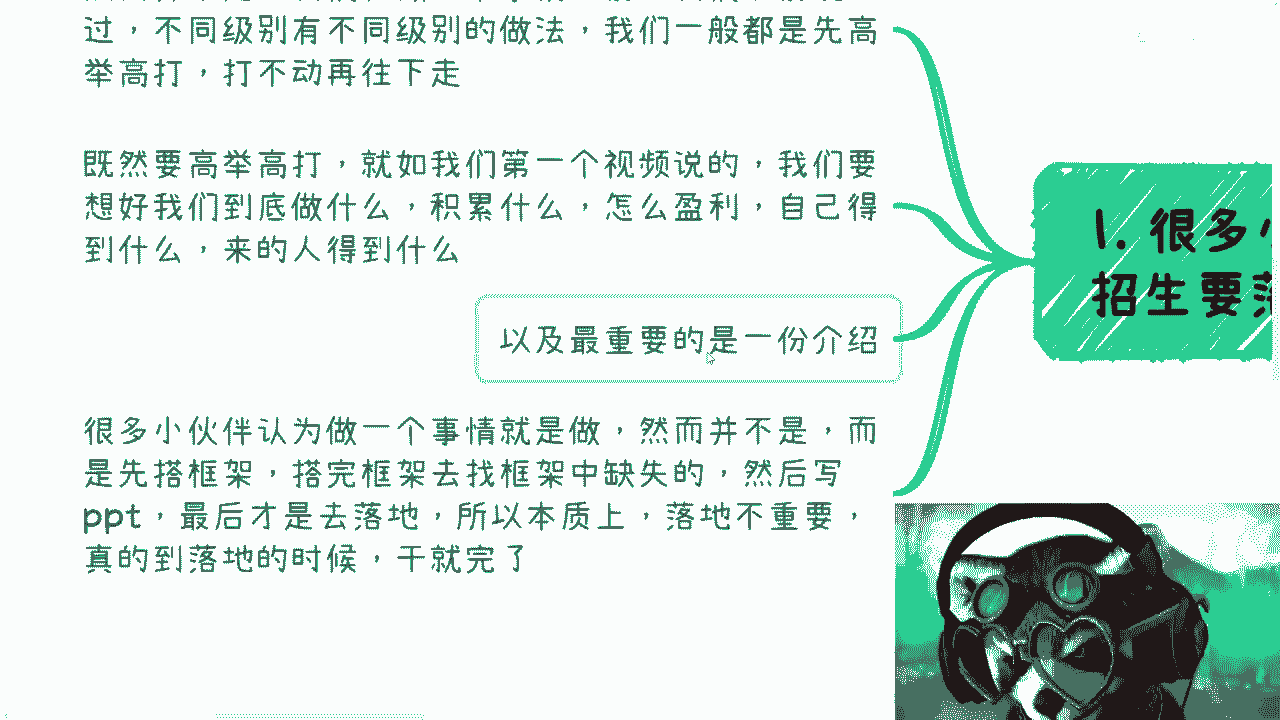 过，不同级别有不同级别的做法，我们一般都是先高
举高打，打不动再往下走
既然要高举高打，就如我们第一个视频说的，我们要
想好我们到底做什么，积累什么，怎么盈利，自己得
到什么，来的人得到什么
以及最重要的是一份介绍
很多小伙伴认为做一个事情就是做，然而并不是，而
是先搭框架，搭完框架去找框架中缺失的，然后写
ppt，最后才是去落地，所以本质上，落地不重要，
真的到落地的时候，干就完了
1. 很多小
招生要落